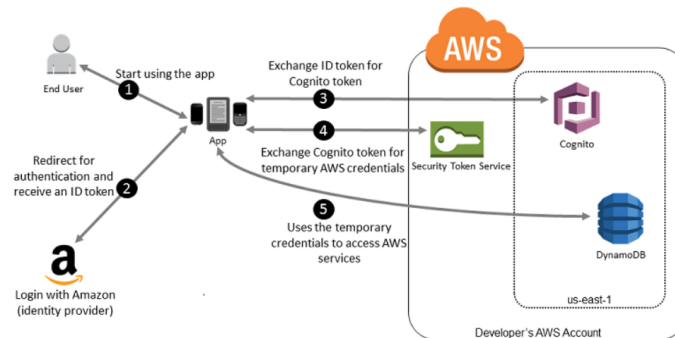 AWS
End User
1
Start using the app
Exchange ID token for
Cognito token
3
App
4
Exchange Cognito token for
temporary AWS credentials
Security Token Service
Cognito
Redirect for
authentication and
receive an ID token
2
5
Uses the temporary
credentials to access AWS
services
DynamoDB
a
Login with Amazon
(identity provider)
us-east-1
Developer's AWS Account